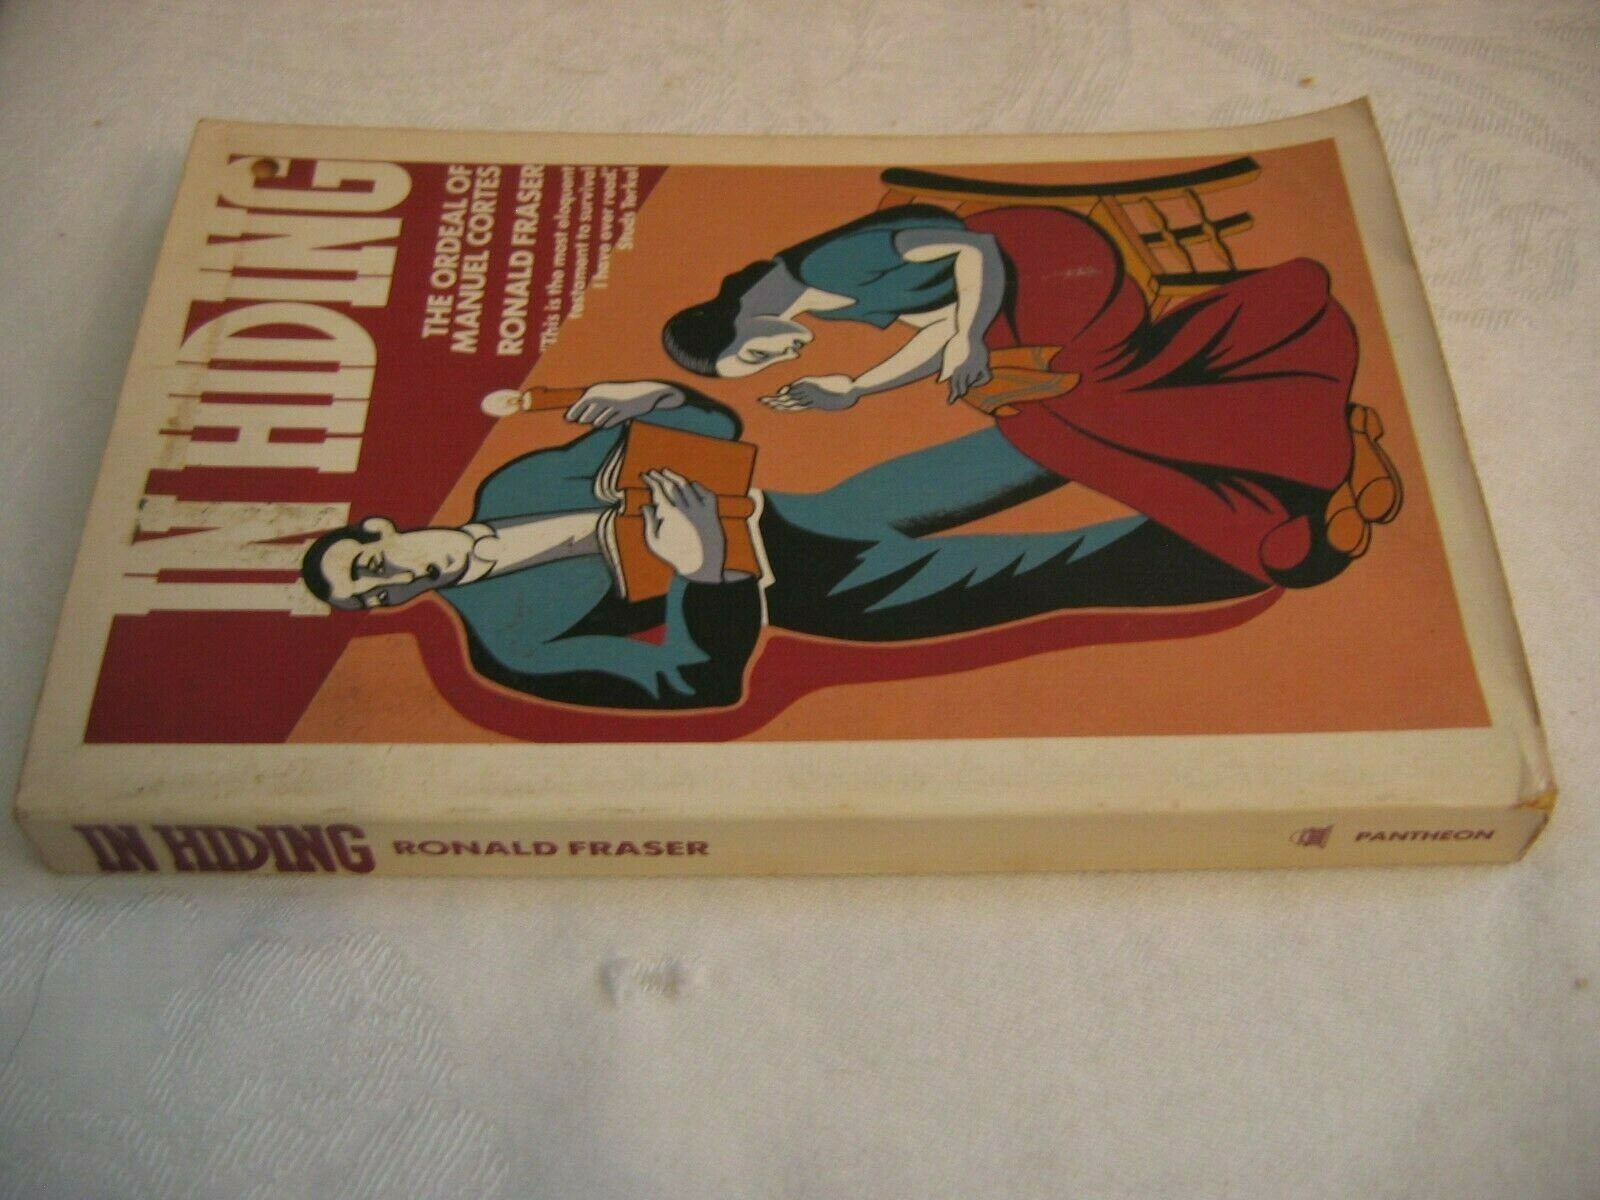 IN HIDING
THE ORDEAL OF
MANUEL CORTES
RONALD FRASER
"This is the most eloquent
testament to survival
I have ever read."
Studs Terkel
IN HIDING RONALD FRASER PANTHEON